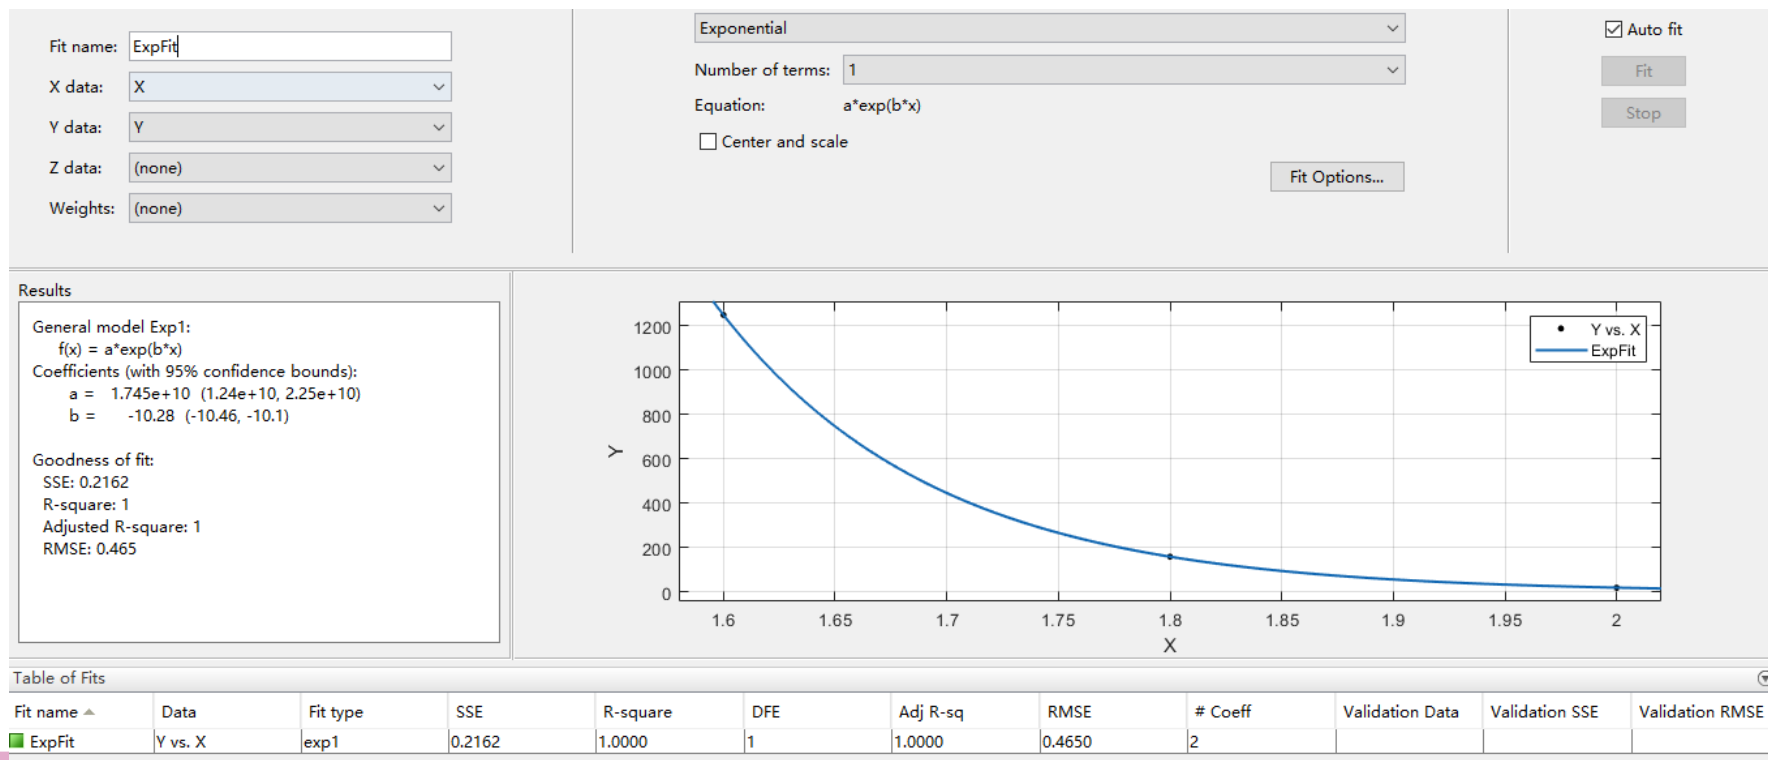 Fit name: ExpFit
X data: X
Y data: Y
Z data: (none)
Weights: (none)
Exponential
Number of terms: 1
Equation: a*exp(b*x)
Center and scale
Fit Options...
Auto fit
Fit
Stop
Results
General model Exp1:
f(x) = a*exp(b*x)
Coefficients (with 95% confidence bounds):
a = 1.745e+10 (1.24e+10, 2.25e+10)
b = -10.28 (-10.46, -10.1)
Goodness of fit:
SSE: 0.2162
R-square: 1
Adjusted R-square: 1
RMSE: 0.465
1200
1000
800
600
400
200
0
Y
1.6 1.65 1.7 1.75 1.8 1.85 1.9 1.95 2
X
Y vs. X
ExpFit
Table of Fits
Fit name Data Fit type SSE R-square DFE Adj R-sq RMSE # Coeff Validation Data Validation SSE Validation RMSE
ExpFit Y vs. X exp1 0.2162 1.0000 1 1.0000 0.4650 2